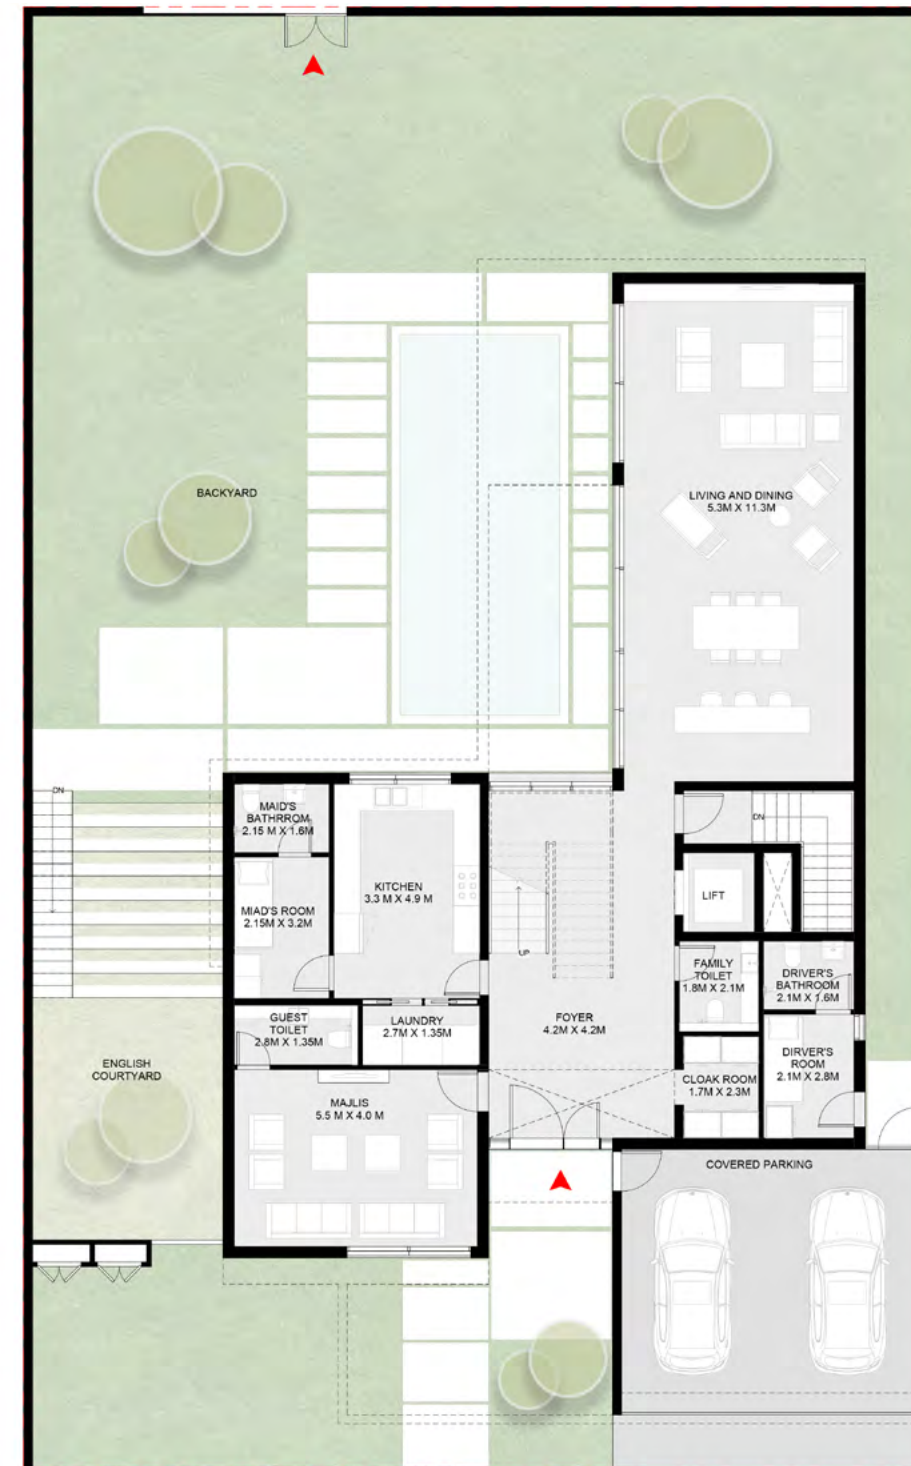 BACKYARD
LIVING AND DINING
5.3M X 11.3M
DN
MAID'S
BATHRROM
2.15 M X 1.6M
KITCHEN
3.3 M X 4.9 M
MIAD'S ROOM
2.15M X 3.2M
UP
DN
LIFT
FAMILY
TOILET
1.8M X 2.1M
DRIVER'S
BATHROOM
2.1M X 1.6M
GUEST
TOILET
2.8M X 1.35M
LAUNDRY
2.7M X 1.35M
FOYER
4.2M X 4.2M
DIRVER'S
ROOM
2.1M X 2.8M
CLOAK ROOM
1.7M X 2.3M
ENGLISH
COURTYARD
MAJLIS
5.5 M X 4.0 M
COVERED PARKING